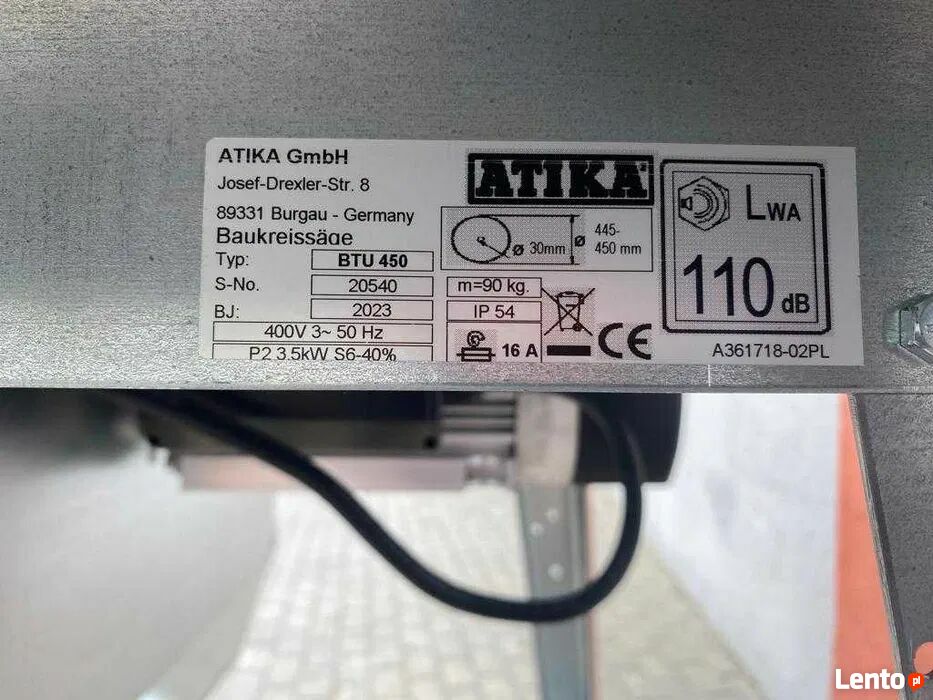 ATIKA GmbH
Josef-Drexler-Str. 8
89331 Burgau - Germany
Baukreissäge
Typ: BTU 450
S-No. 20540
BJ: 2023
400V 3~ 50 Hz
P2 3.5kW S6-40%
ATIKA
ø 30mm ø 445-
450 mm
m=90 kg.
IP 54
16 A
CE
LWA
110 dB
A361718-02PL
Lento.pl